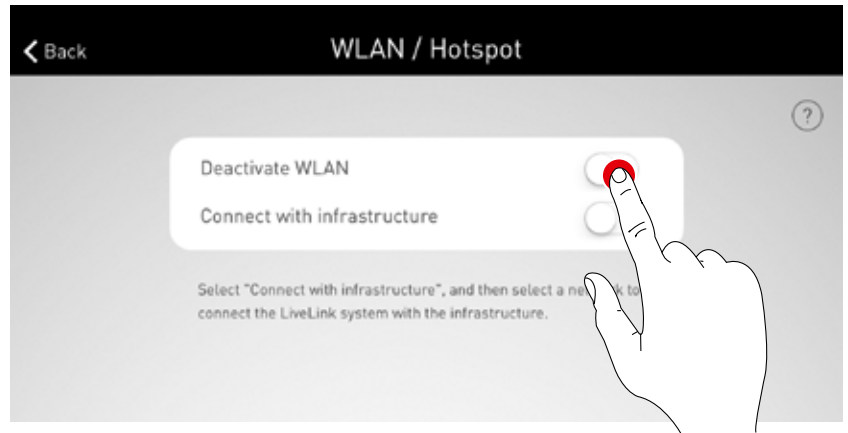 Back
WLAN / Hotspot
?
Deactivate WLAN
Connect with infrastructure
Select "Connect with infrastructure", and then select a to
connect the LiveLink system with the infrastructure.